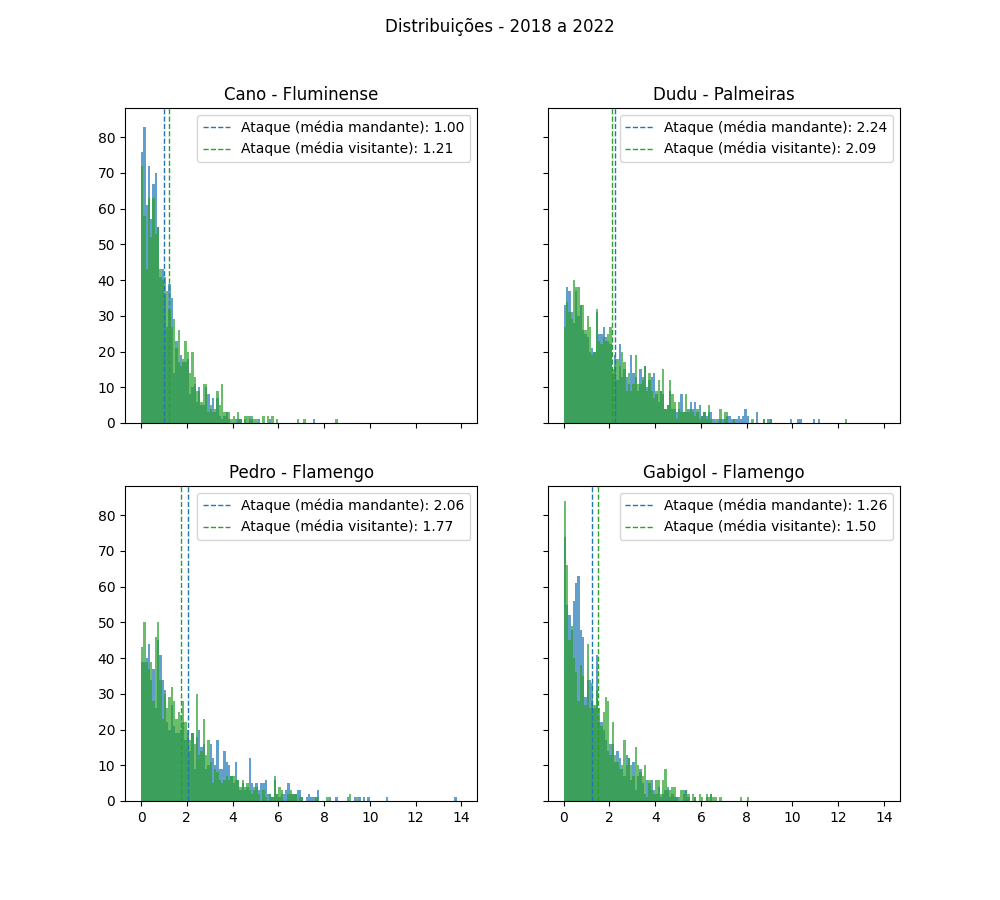 Distribuições - 2018 a 2022
Cano - Fluminense
Ataque (média mandante): 1.00
Ataque (média visitante): 1.21
80
70
60
50
40
30
20
10
0
Dudu - Palmeiras
Ataque (média mandante): 2.24
Ataque (média visitante): 2.09
Pedro - Flamengo
Ataque (média mandante): 2.06
Ataque (média visitante): 1.77
80
70
60
50
40
30
20
10
0
0 2 4 6 8 10 12 14
Gabigol - Flamengo
Ataque (média mandante): 1.26
Ataque (média visitante): 1.50
0 2 4 6 8 10 12 14